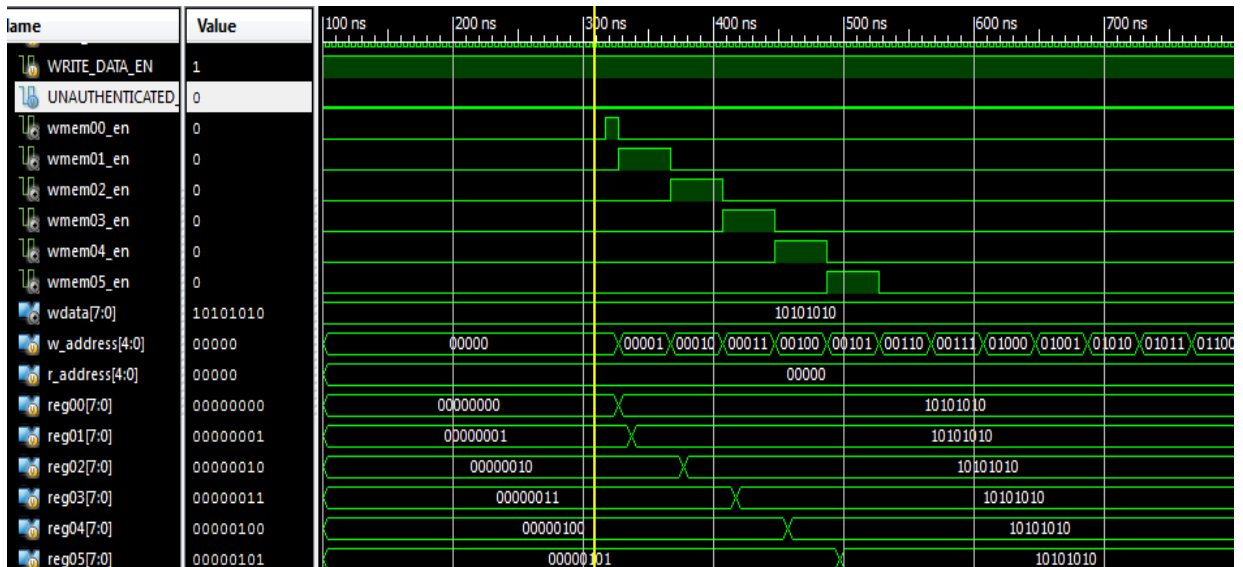 lame Value 100 ns 200 ns 300 ns 400 ns 500 ns 600 ns 700 ns
WRITE_DATA_EN 1
UNAUTHENTICATED_ 0
wmem00_en 0
wmem01_en 0
wmem02_en 0
wmem03_en 0
wmem04_en 0
wmem05_en 0
wdata[7:0] 10101010 10101010
w_address[4:0] 00000 00000 00001 00010 00011 00100 00101 00110 00111 01000 01001 01010 01011 01100
r_address[4:0] 00000 00000
reg00[7:0] 00000000 00000000 10101010
reg01[7:0] 00000001 00000001 10101010
reg02[7:0] 00000010 00000010 10101010
reg03[7:0] 00000011 00000011 10101010
reg04[7:0] 00000100 00000100 10101010
reg05[7:0] 00000101 00000101 10101010